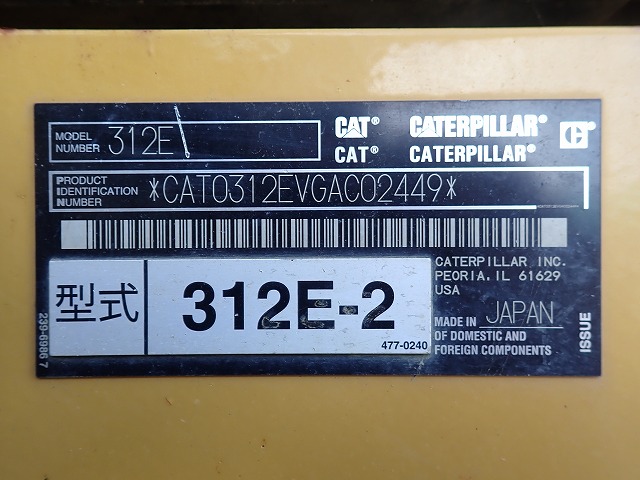 MODEL NUMBER 312E
CAT® CATERPILLAR® C®
CAT® CATERPILLAR®
PRODUCT IDENTIFICATION NUMBER *CAT0312EVGAC02449*
CATERPILLAR INC.
PEORIA, IL 61629
USA
型式 312E-2
477-0240
MADE IN JAPAN
OF DOMESTIC AND
FOREIGN COMPONENTS
ISSUE
239-6986 7